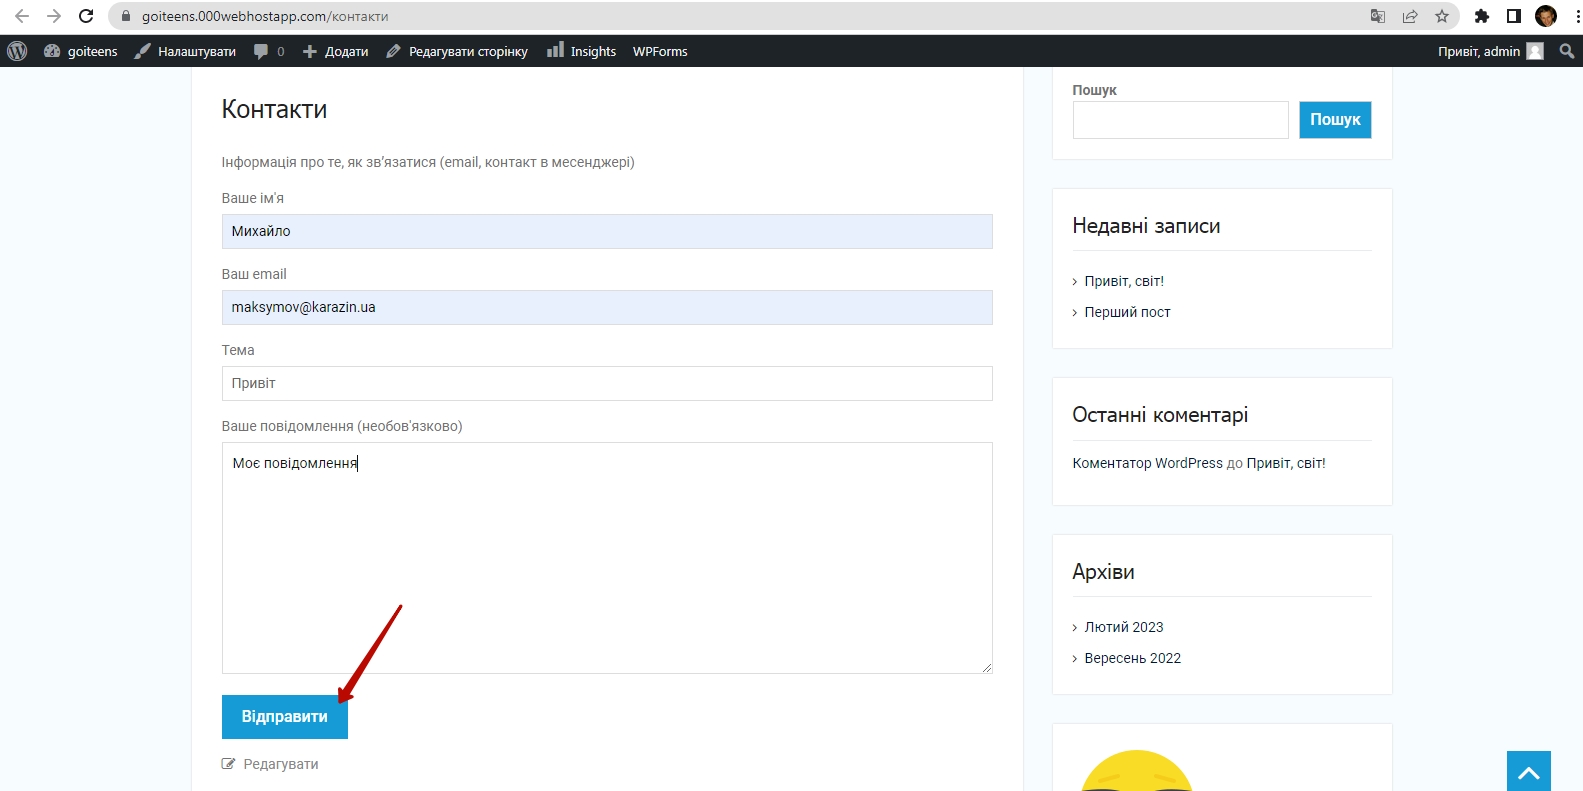 goiteens.000webhostapp.com/контакти
goiteens Налаштувати 0 Додати Редагувати сторінку Insights WPForms Привіт, admin
Контакти
Інформація про те, як зв’язатися (email, контакт в месенджері)
Ваше ім'я
Михайло
Ваш email
maksymov@karazin.ua
Тема
Привіт
Ваше повідомлення (необов'язково)
Моє повідомлення
Відправити
Редагувати
Пошук
Пошук
Недавні записи
Привіт, світ!
Перший пост
Останні коментарі
Коментатор WordPress до Привіт, світ!
Архіви
Лютий 2023
Вересень 2022